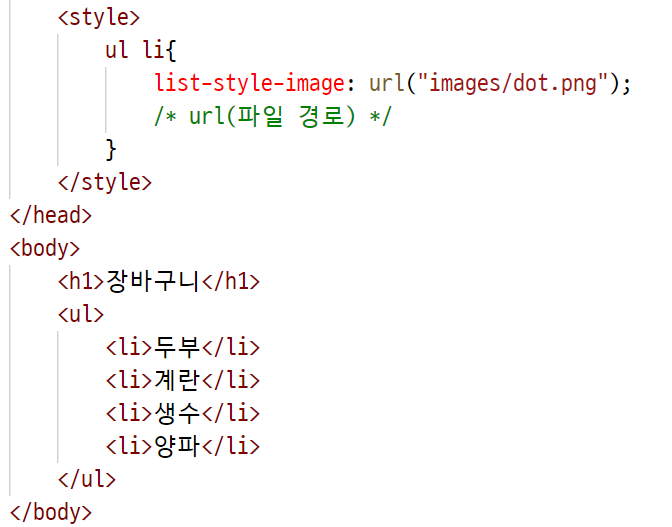 <style>
ul li{
list-style-image: url("images/dot.png");
/* url(파일 경로) */
}
</style>
</head>
<body>
<h1>장바구니</h1>
<ul>
<li>두부</li>
<li>계란</li>
<li>생수</li>
<li>양파</li>
</ul>
</body>